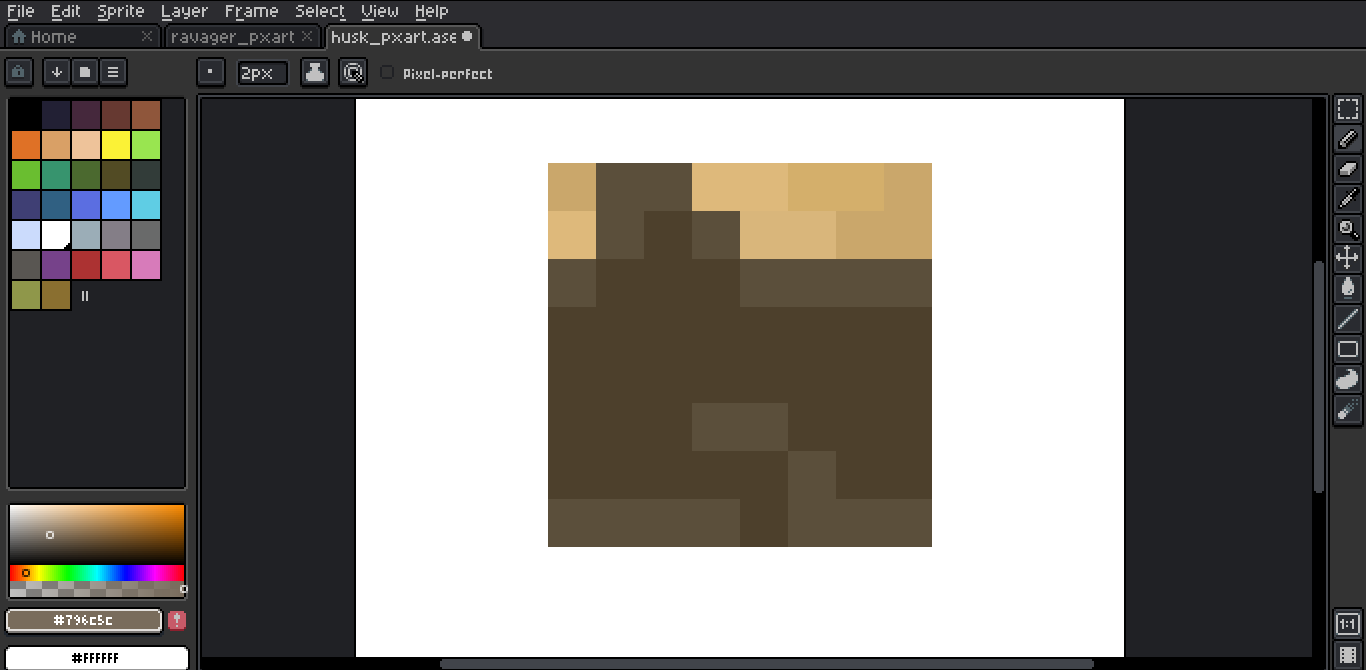 File Edit Sprite Layer Frame Select View Help
Home ravager_pxart husk_pxart.ase
2px Pixel-perfect
#796c5c
#FFFFFF
1:1